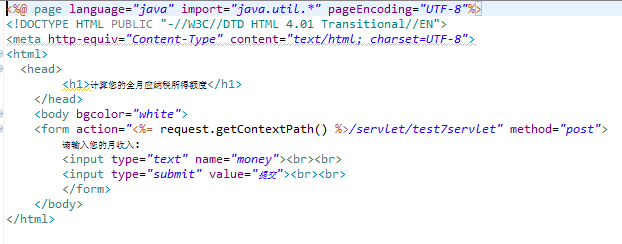 <%@ page language="java" import="java.util.*" pageEncoding="UTF-8"%>
<!DOCTYPE HTML PUBLIC "-//W3C//DTD HTML 4.01 Transitional//EN">
<meta http-equiv="Content-Type" content="text/html; charset=UTF-8">
<html>
<head>
<h1>计算您的全月应纳税所得额度</h1>
</head>
<body bgcolor="white">
<form action="<%= request.getContextPath() %>/servlet/test7servlet" method="post">
请输入您的月收入:
<input type="text" name="money"><br><br>
<input type="submit" value="提交"><br><br>
</form>
</body>
</html>